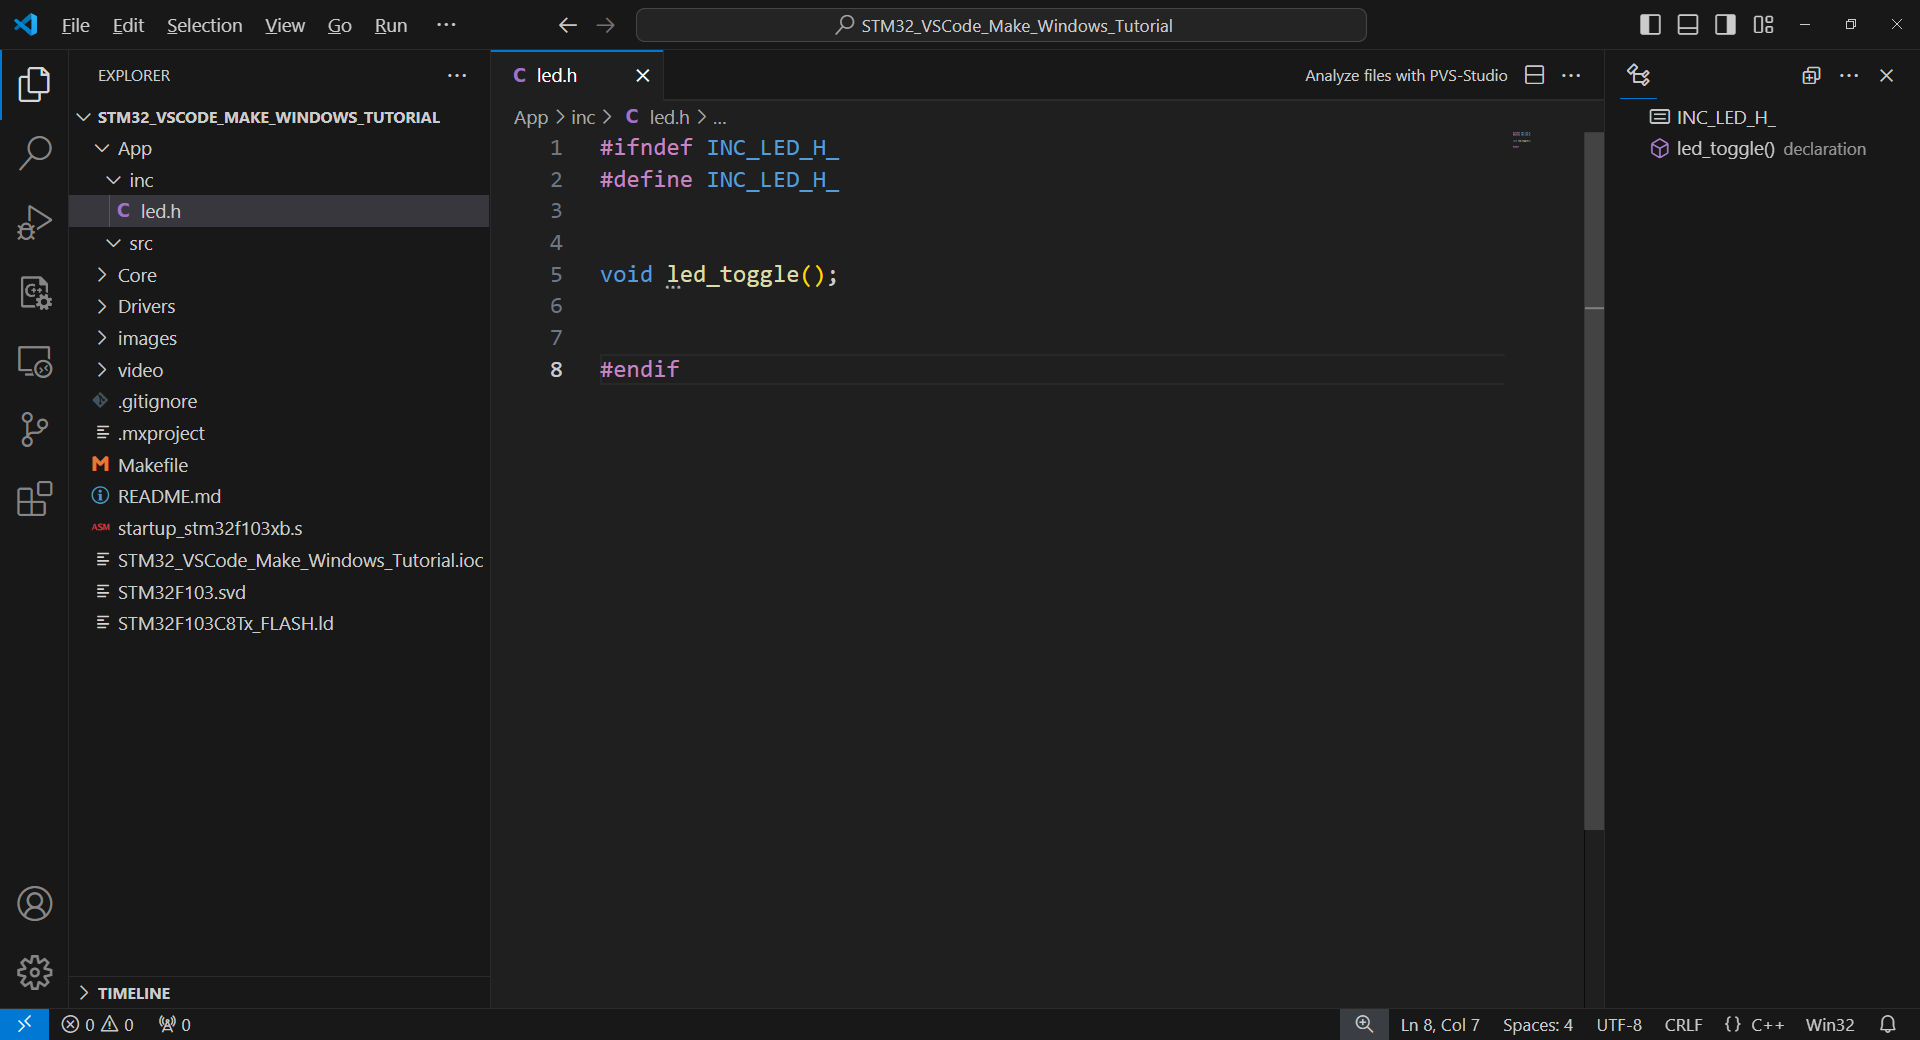 File Edit Selection View Go Run ···
STM32_VSCode_Make_Windows_Tutorial
EXPLORER
STM32_VSCODE_MAKE_WINDOWS_TUTORIAL
App
inc
C led.h
src
Core
Drivers
images
video
.gitignore
.mxproject
M Makefile
README.md
ASM startup_stm32f103xb.s
STM32_VSCode_Make_Windows_Tutorial.ioc
STM32F103.svd
STM32F103C8Tx_FLASH.ld
TIMELINE
C led.h
Analyze files with PVS-Studio
App > inc > C led.h > ...
1 #ifndef INC_LED_H_
2 #define INC_LED_H_
3
4
5 void led_toggle();
6
7
8 #endif
INC_LED_H_
led_toggle() declaration
0 0 0
Ln 8, Col 7 Spaces: 4 UTF-8 CRLF {} C++ Win32